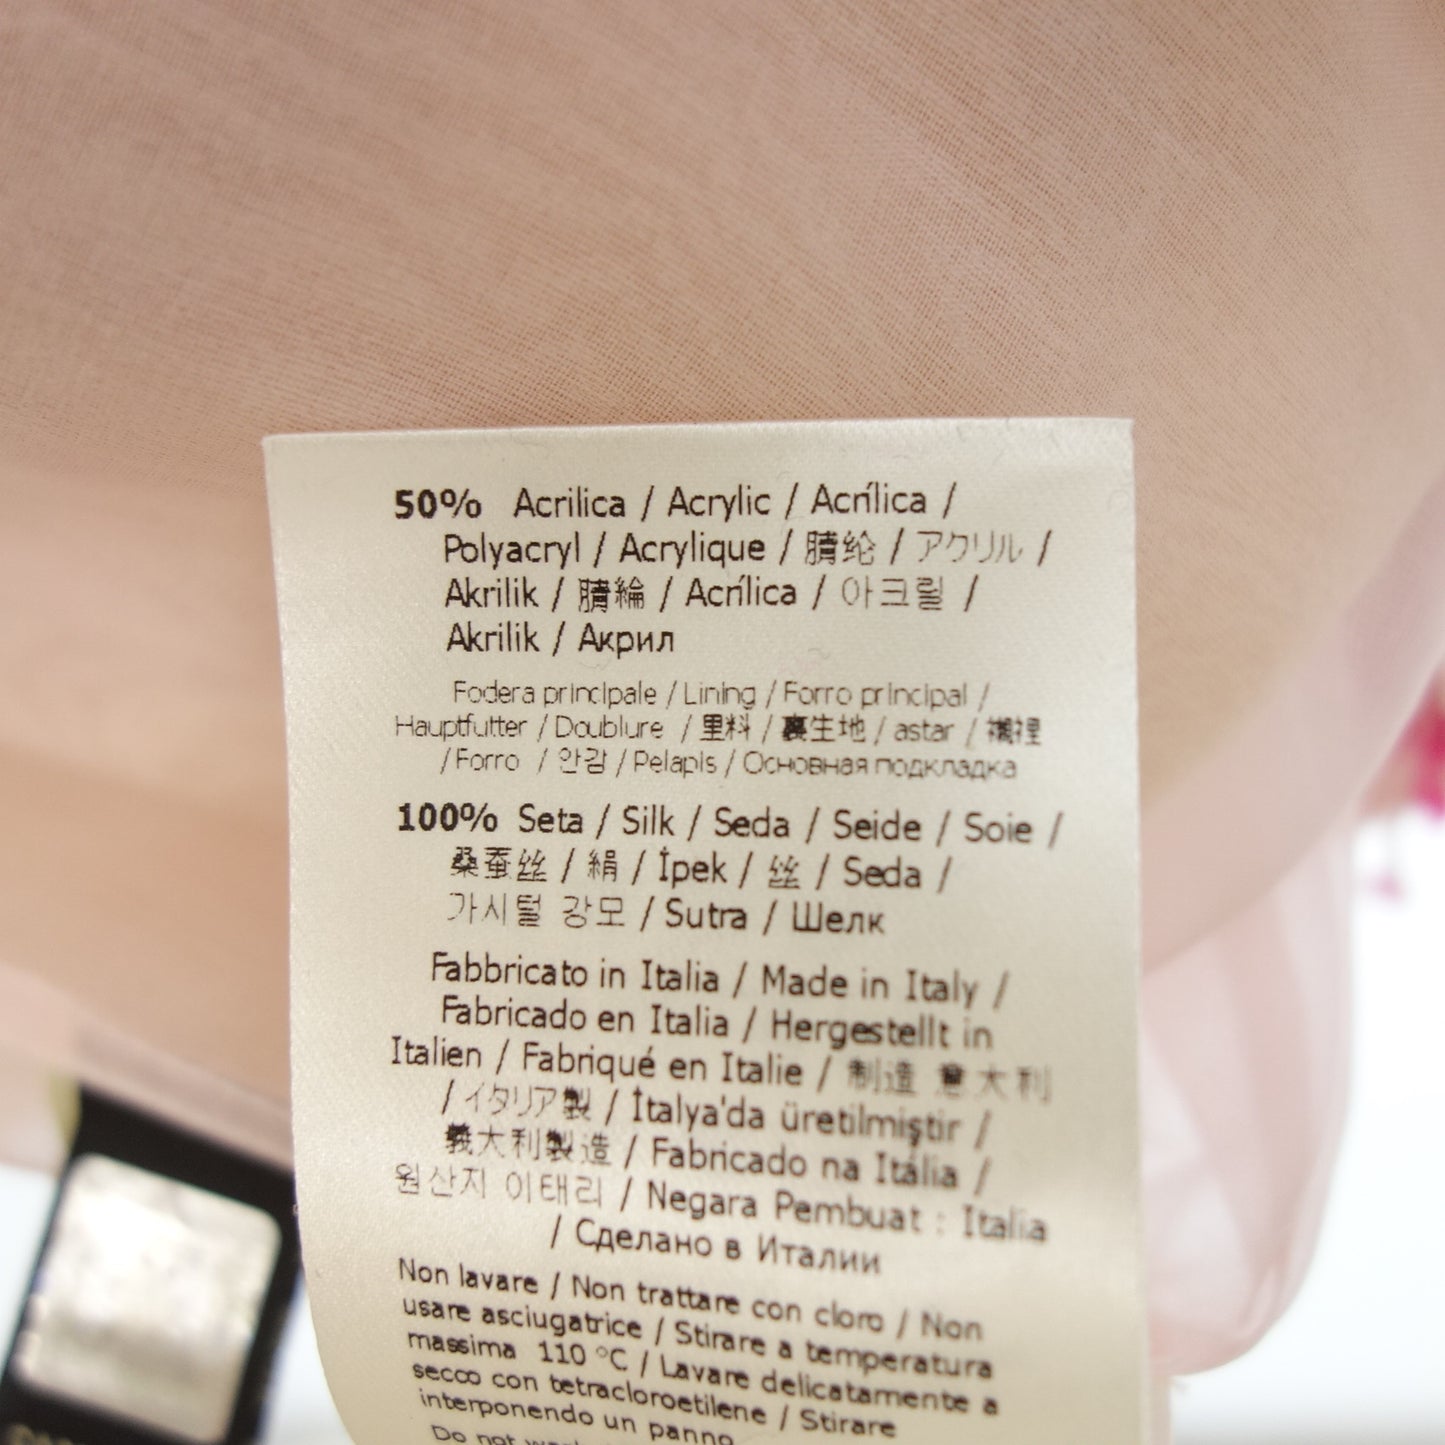 50% Acrilica / Acrylic / Acrílica /
Polyacryl / Acrylique / 腈纶 / アクリル /
Akrilik / 腈綸 / Acrílica / 아크릴 /
Akrilik / Акрил
Fodera principale / Lining / Forro principal /
Hauptfutter / Doublure / 里料 / 裏生地 / astar / 襯裡
/ Forro / 안감 / Pelapis / Основная подкладка
100% Seta / Silk / Seda / Seide / Soie /
桑蚕丝 / 絹 / İpek / 丝 / Seda /
가시털 강모 / Sutra / Шелк
Fabbricato in Italia / Made in Italy /
Fabricado en Italia / Hergestellt in
Italien / Fabriqué en Italie / 制造 意大利
/ イタリア製 / İtalya'da üretilmiştir /
義大利製造 / Fabricado na Itália /
원산지 이태리 / Negara Pembuat : Italia
/ Сделано в Италии
Non lavare / Non trattare con cloro / Non
usare asciugatrice / Stirare a temperatura
massima 110 °C / Lavare delicatamente a
secco con tetracloroetilene / Stirare
interponendo un panno
Do not